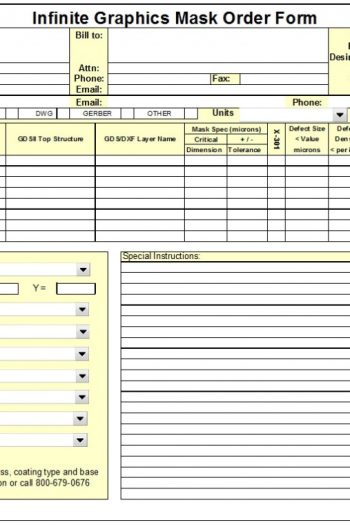 Infinite Graphics Mask Order Form
Bill to:
Desir
Attn:
Phone: Fax:
Email:
Email: Phone:
DWG GERBER OTHER Units
GDSII Top Structure GDS/DXF Layer Name Mask Spec (microns) X-301 Defect Size Defe
Critical + / - < Value Den
Dimension Tolerance microns < per i
Special Instructions:
Y =
ss, coating type and base
on or call 800-679-0676